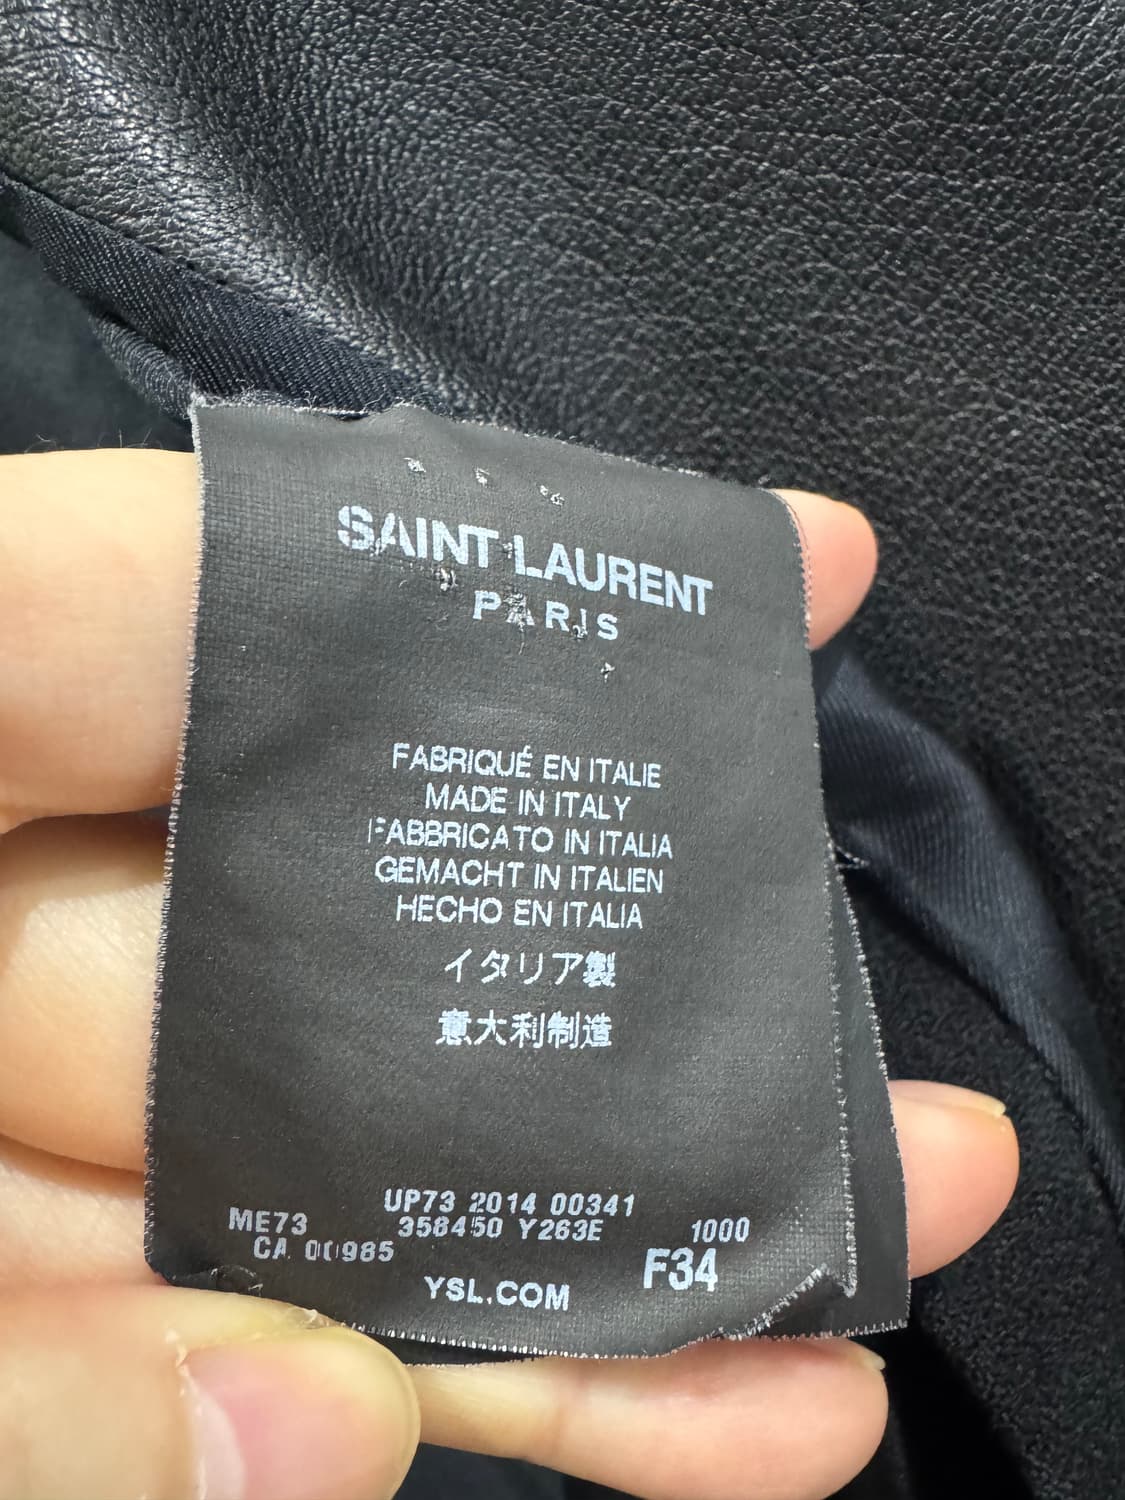 SAINT LAURENT
PARIS
FABRIQUÉ EN ITALIE
MADE IN ITALY
FABBRICATO IN ITALIA
GEMACHT IN ITALIEN
HECHO EN ITALIA
イタリア製
意大利制造
UP73 2014 00341
ME73 358450 Y263E 1000
CA 00985 F34
YSL.COM